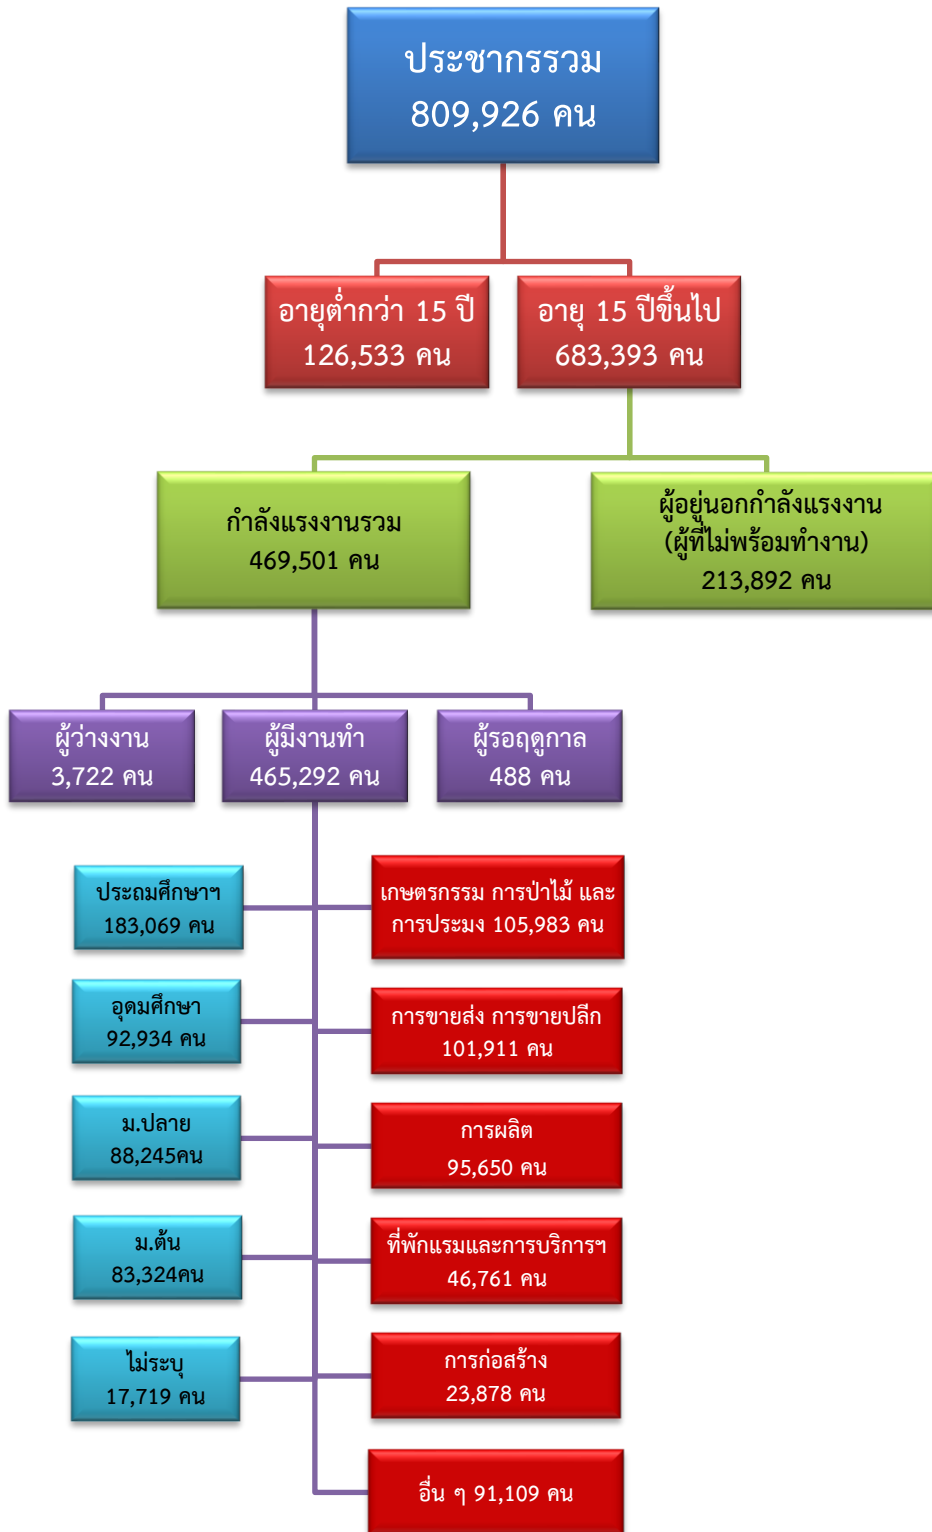 ประชากรรวม
809,926 คน
อายุต่ำกว่า 15 ปี
126,533 คน
อายุ 15 ปีขึ้นไป
683,393 คน
กำลังแรงงานรวม
469,501 คน
ผู้อยู่นอกกำลังแรงงาน
(ผู้ที่ไม่พร้อมทำงาน)
213,892 คน
ผู้ว่างงาน
3,722 คน
ผู้มีงานทำ
465,292 คน
ผู้รอฤดูกาล
488 คน
ประถมศึกษาฯ
183,069 คน
เกษตรกรรม การป่าไม้ และ
การประมง 105,983 คน
อุดมศึกษา
92,934 คน
การขายส่ง การขายปลีก
101,911 คน
ม.ปลาย
88,245คน
การผลิต
95,650 คน
ม.ต้น
83,324คน
ที่พักแรมและการบริการฯ
46,761 คน
ไม่ระบุ
17,719 คน
การก่อสร้าง
23,878 คน
อื่น ๆ 91,109 คน